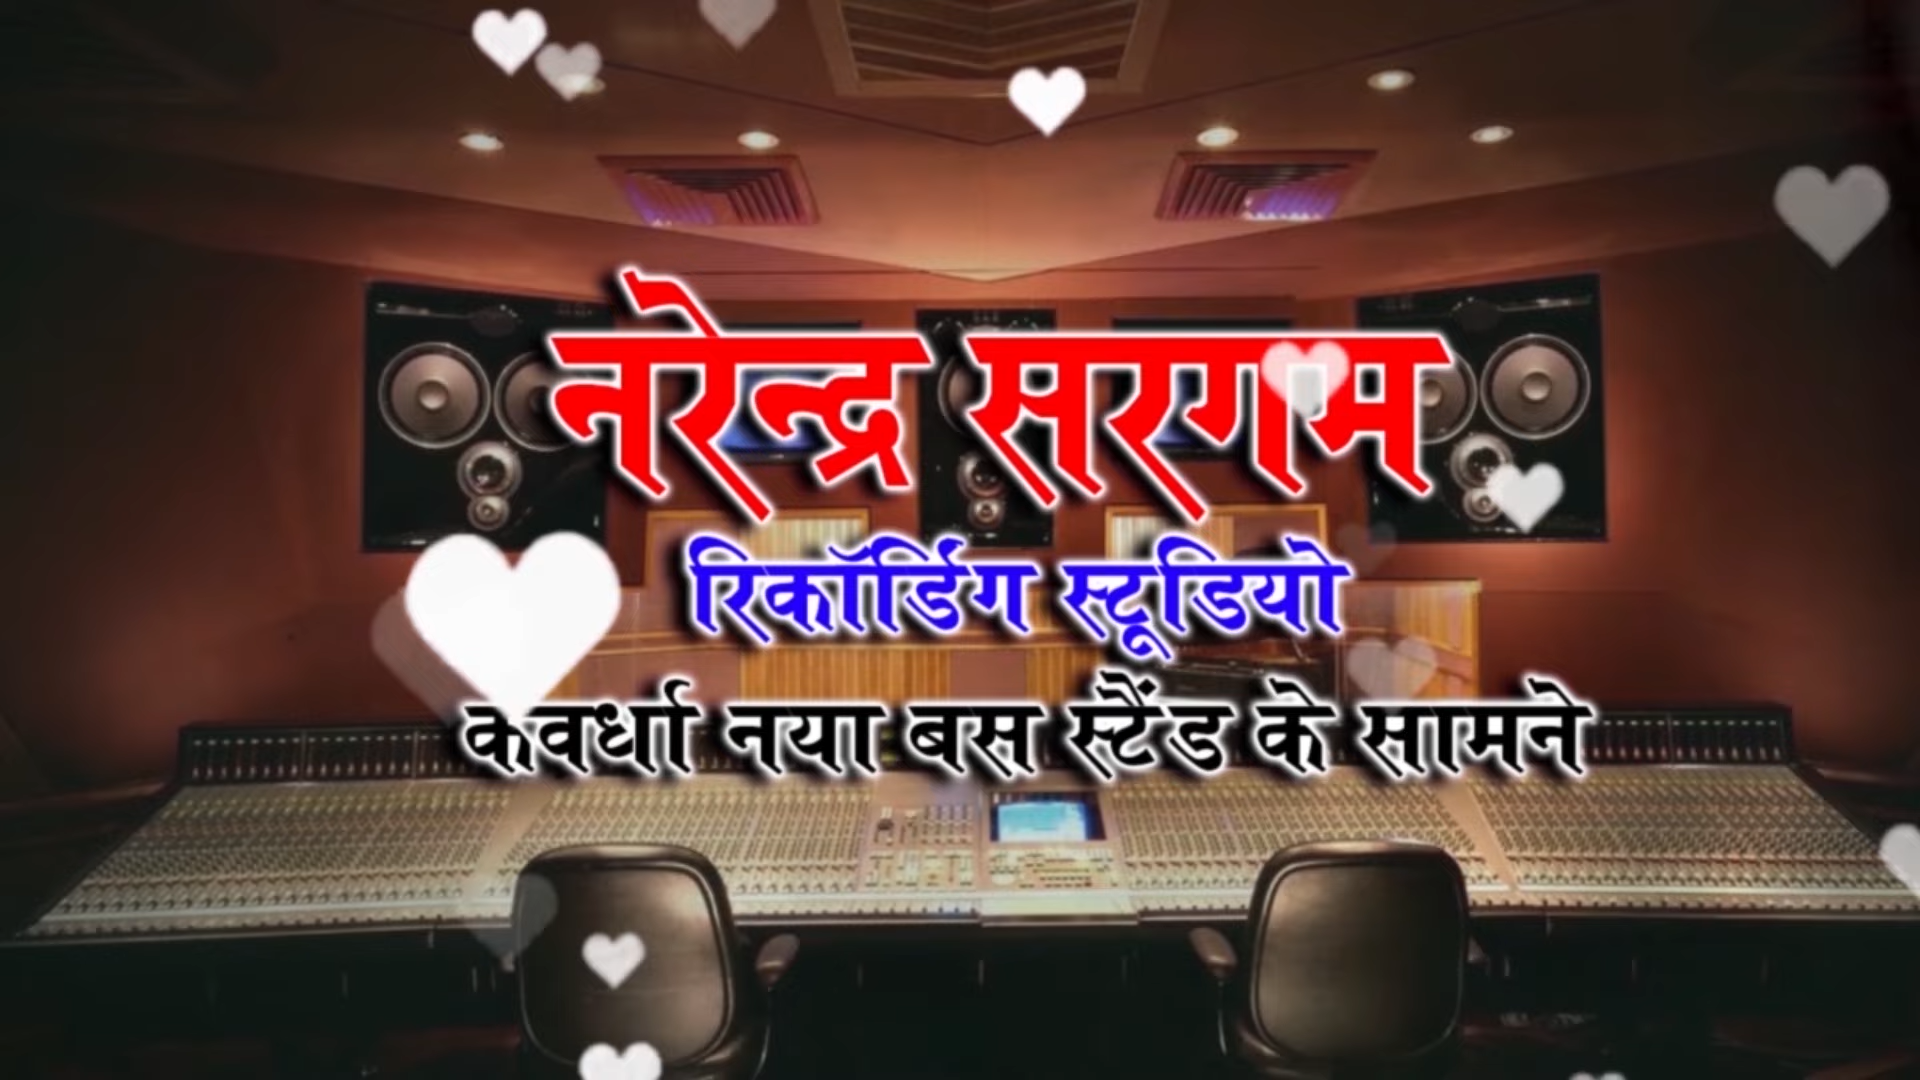 नरेन्द्र सरगम
रिकॉर्डिग स्टूडियो
कवर्धा नया बस स्टैंड के सामने